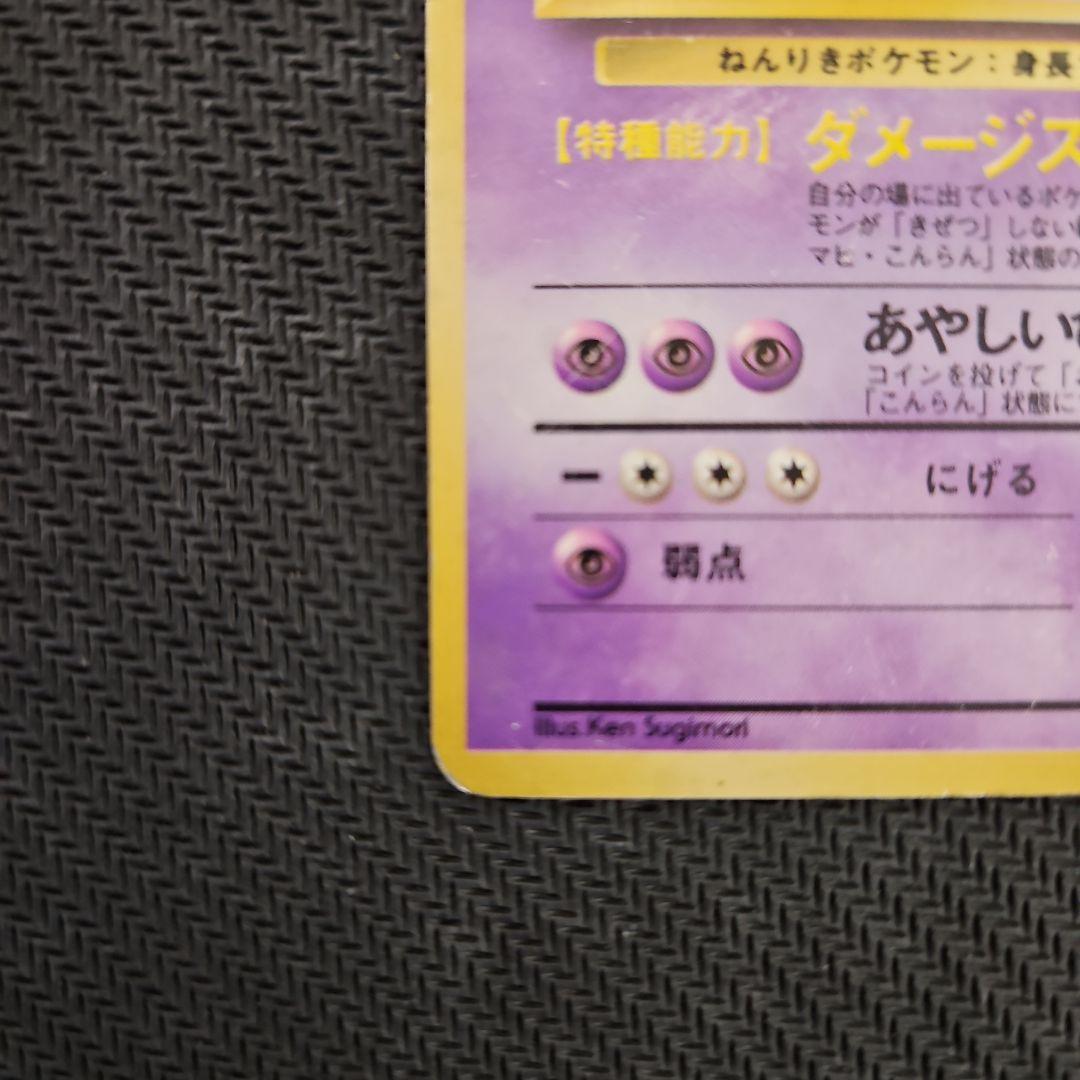 ねんりきポケモン：身長
【特種能力】 ダメージス
自分の場に出ているポケ
モンが「きぜつ」しない
マヒ・こんらん」状態の
あやしい
コインを投げて「
「こんらん」状態に
ー にげる
弱点
Illus.Ken Sugimori